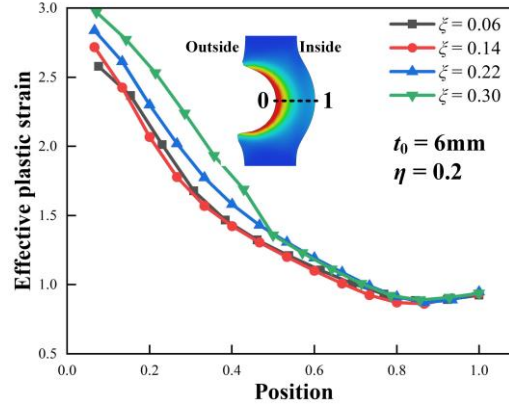 3.0
2.5
2.0
1.5
1.0
0.5
Effective plastic strain
Outside Inside
0 1
ξ = 0.06
ξ = 0.14
ξ = 0.22
ξ = 0.30
t₀ = 6mm
η = 0.2
0.0 0.2 0.4 0.6 0.8 1.0
Position